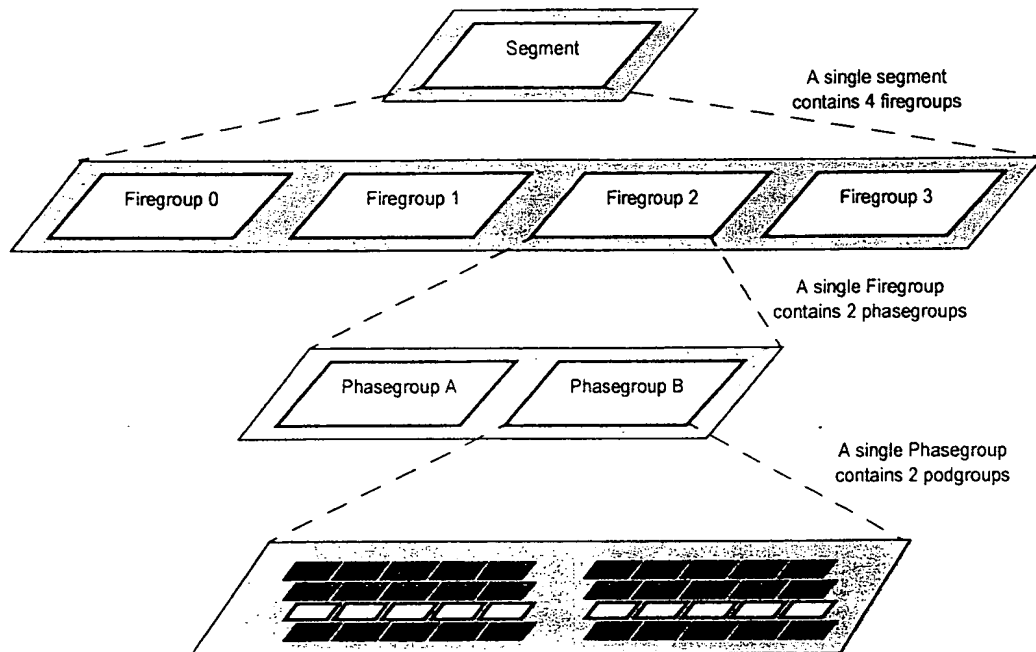 Segment
A single segment
contains 4 firegroups
Firegroup 0
Firegroup 1
Firegroup 2
Firegroup 3
A single Firegroup
contains 2 phasegroups
Phasegroup A
Phasegroup B
A single Phasegroup
contains 2 podgroups